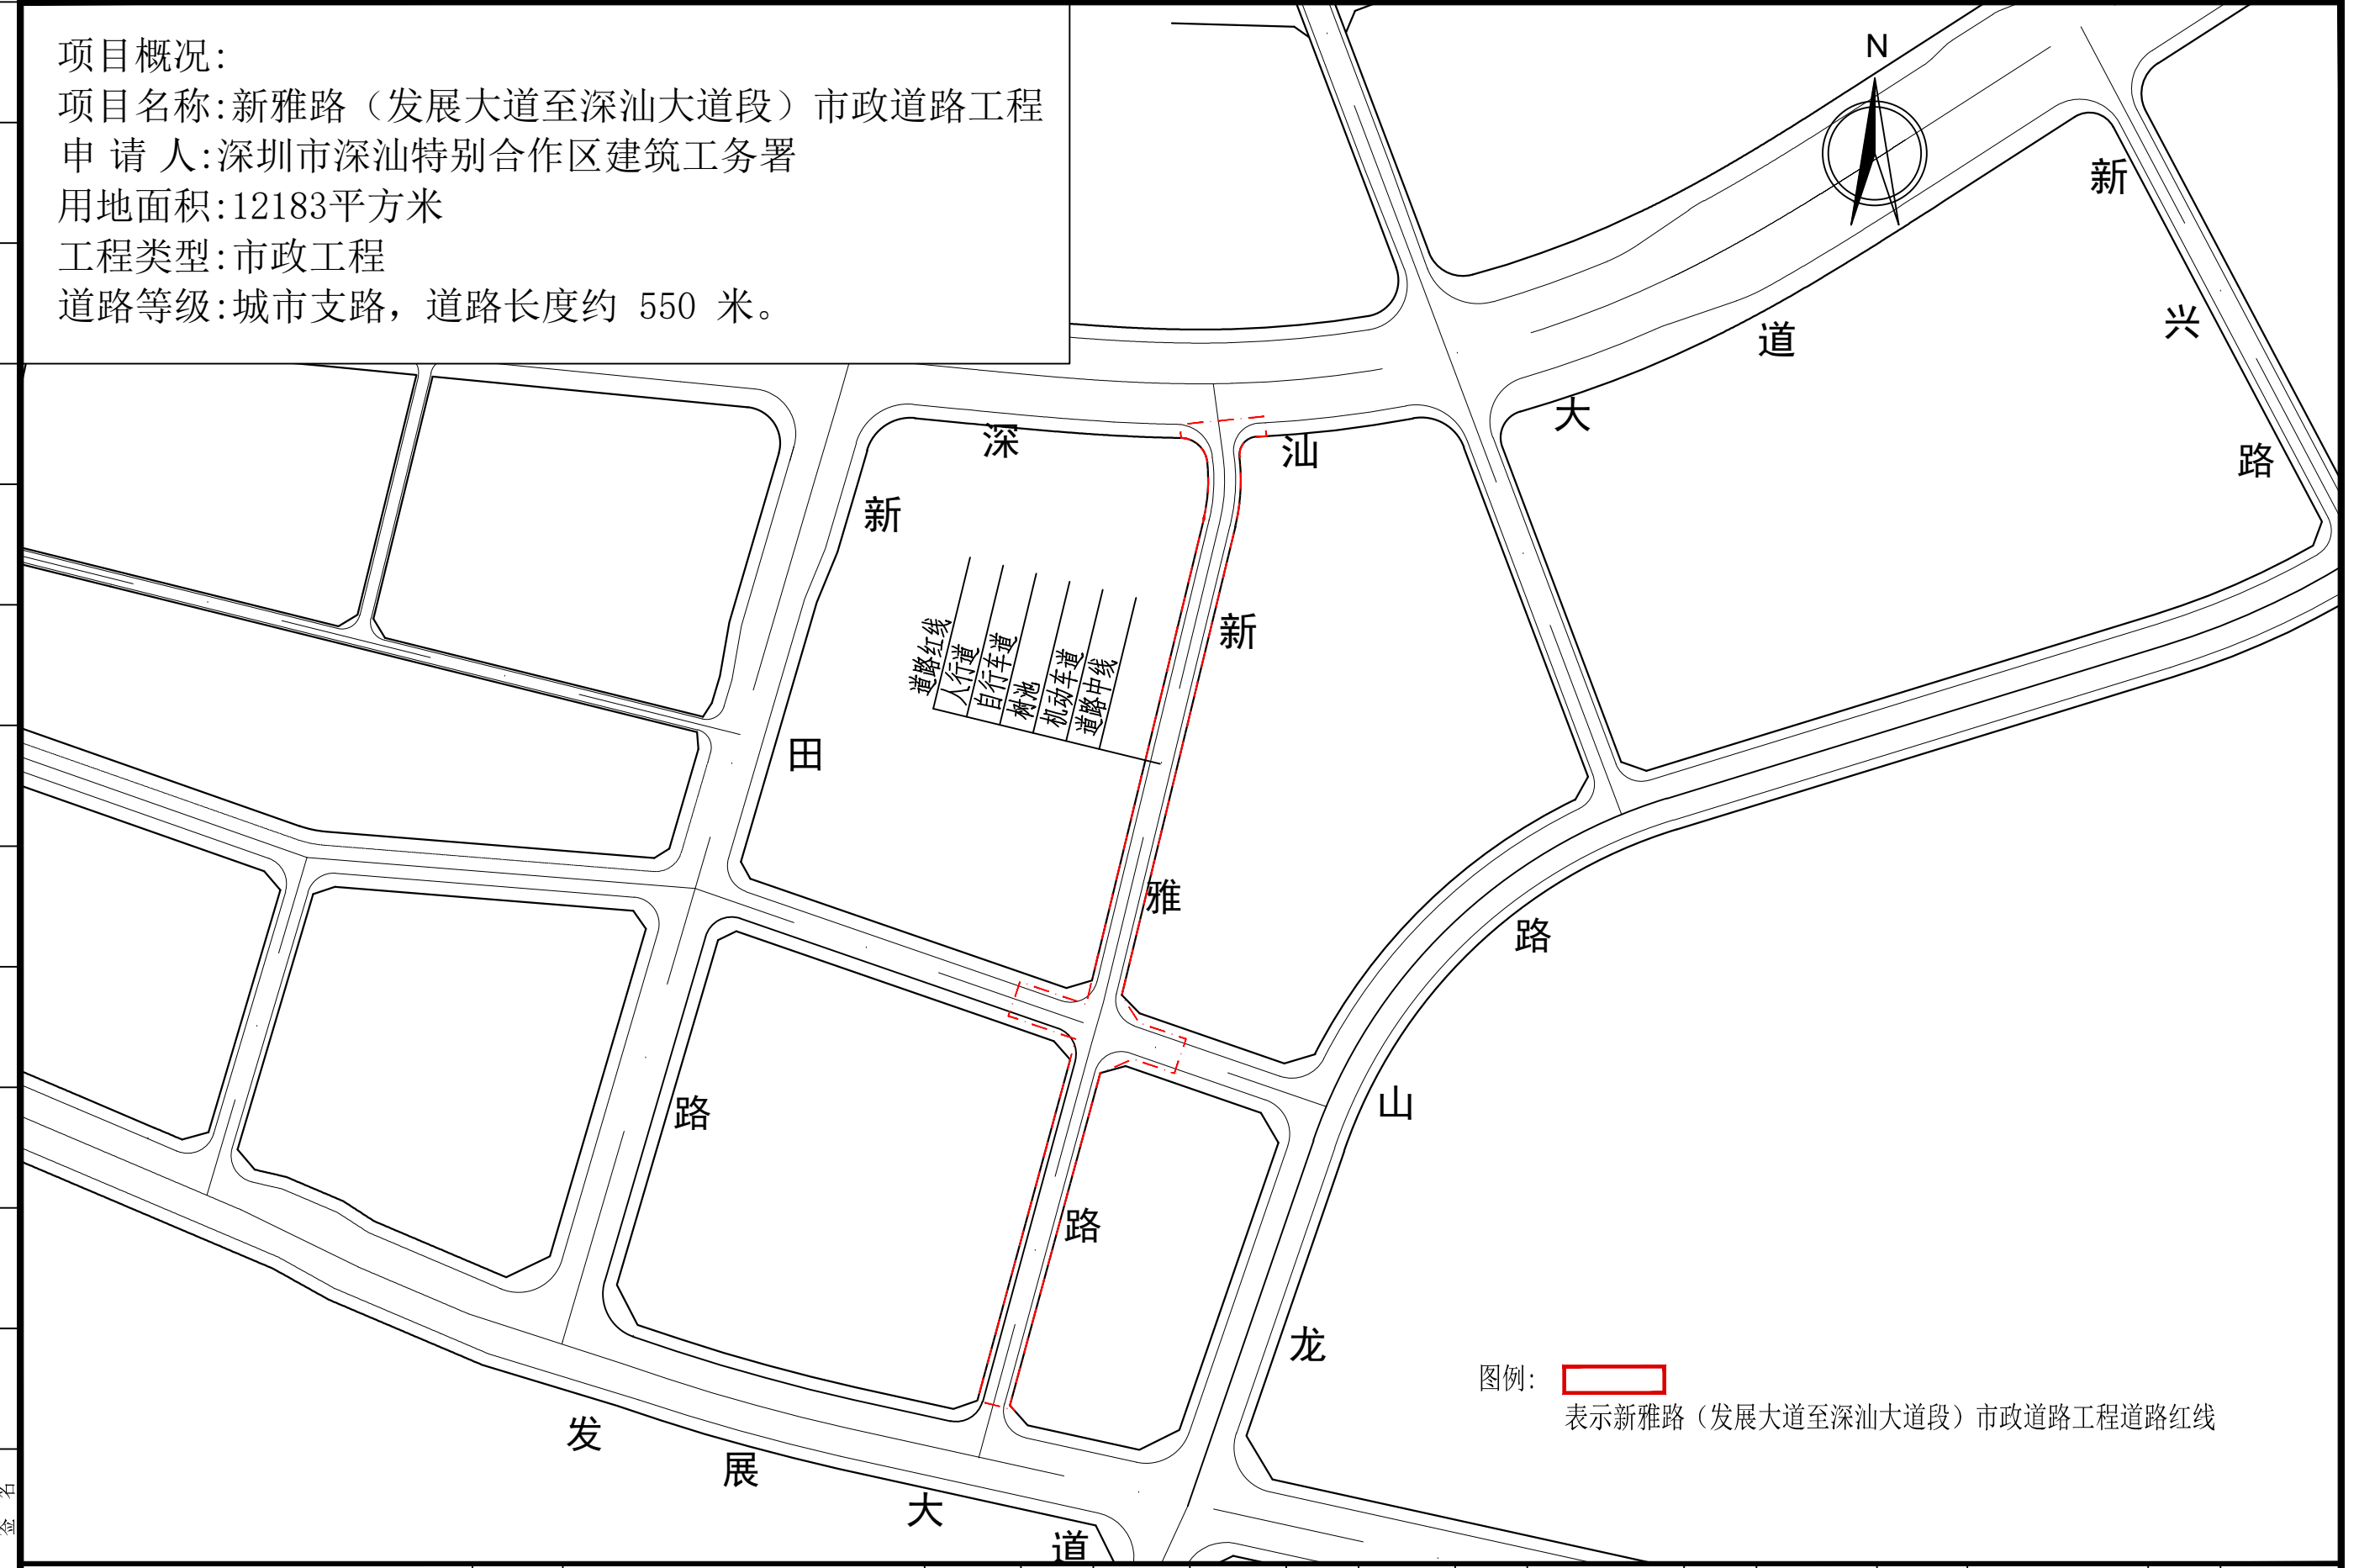 项目概况:
项目名称:新雅路（发展大道至深汕大道段）市政道路工程
申 请 人:深圳市深汕特别合作区建筑工务署
用地面积:12183平方米
工程类型:市政工程
道路等级:城市支路，道路长度约 550 米。
N
深
汕
大
道
新
兴
路
新
田
路
道路红线
人行道
自行车道
树池
机动车道
道路中线
新
雅
路
路
山
龙
发
展
大
道
图例:
表示新雅路（发展大道至深汕大道段）市政道路工程道路红线
签 名